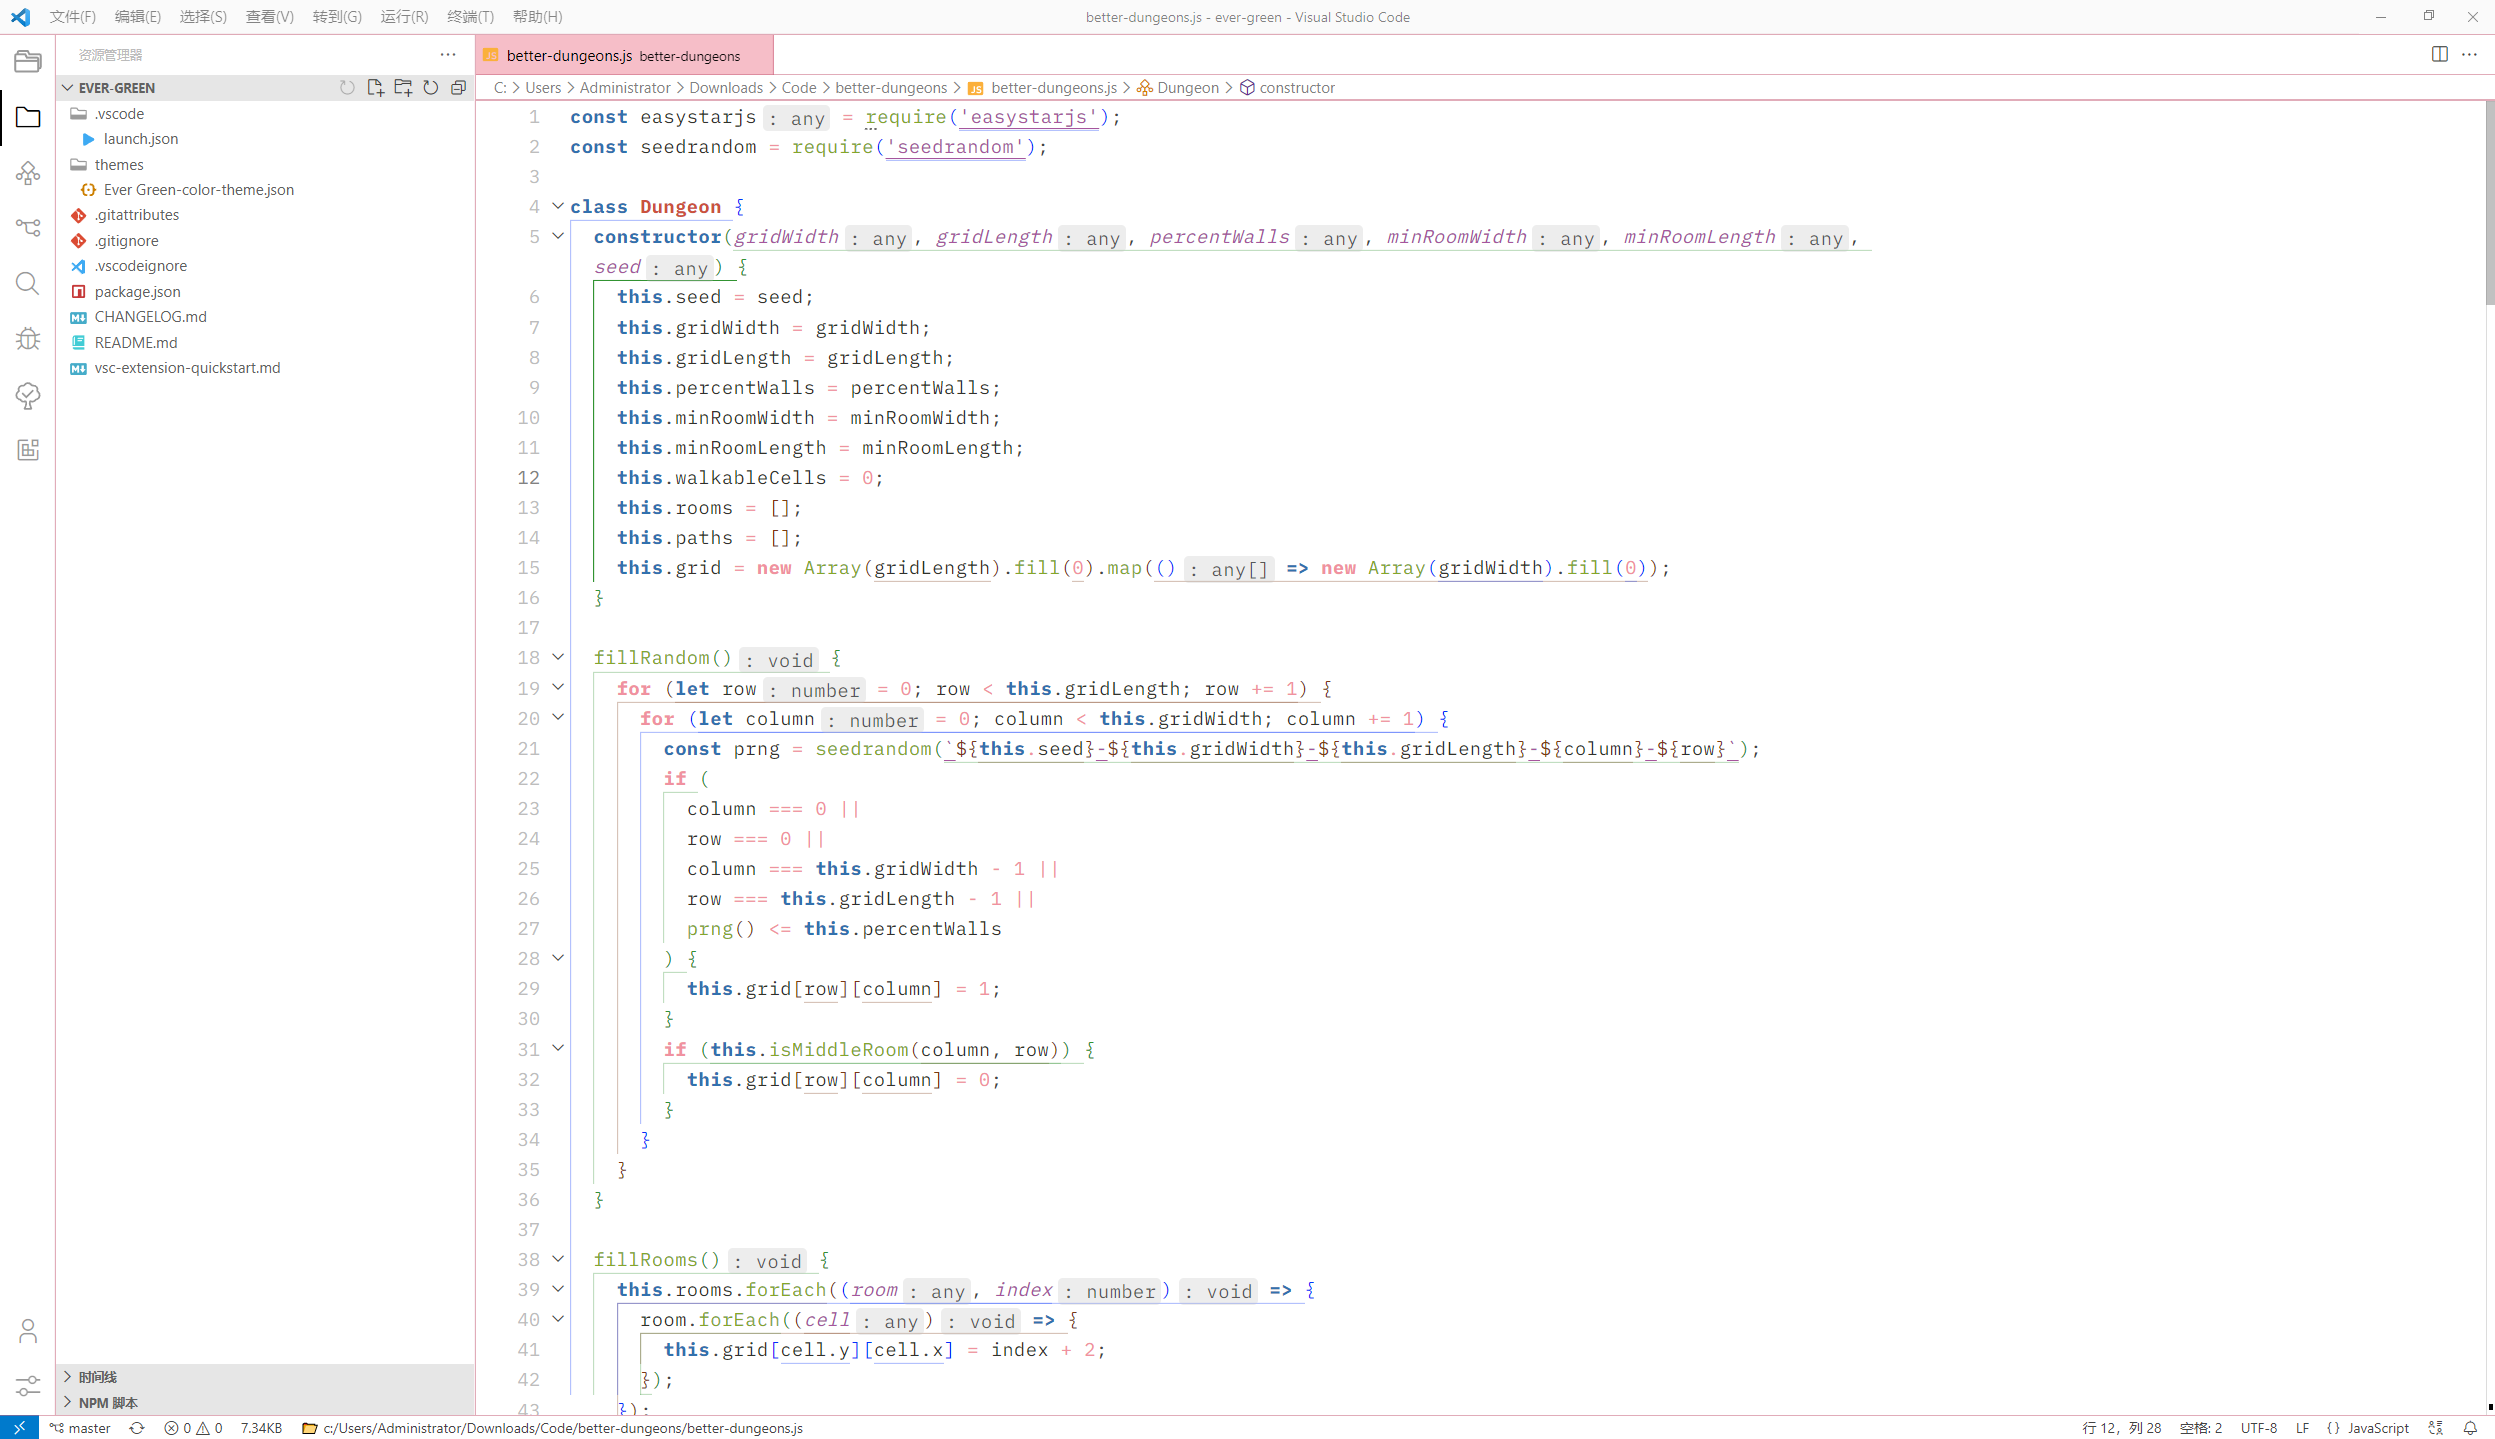 文件(F) 编辑(E) 选择(S) 查看(V) 转到(G) 运行(R) 终端(T) 帮助(H) better-dungeons.js - ever-green - Visual Studio Code
资源管理器
EVER-GREEN
.vscode
launch.json
themes
Ever Green-color-theme.json
.gitattributes
.gitignore
.vscodeignore
package.json
CHANGELOG.md
README.md
vsc-extension-quickstart.md
时间线
NPM 脚本
JS better-dungeons.js better-dungeons
C: > Users > Administrator > Downloads > Code > better-dungeons > JS better-dungeons.js > Dungeon > constructor
1 const easystarjs : any = require('easystarjs');
2 const seedrandom = require('seedrandom');
3
4 class Dungeon {
5 constructor(gridWidth : any, gridLength : any, percentWalls : any, minRoomWidth : any, minRoomLength : any,
seed : any) {
6 this.seed = seed;
7 this.gridWidth = gridWidth;
8 this.gridLength = gridLength;
9 this.percentWalls = percentWalls;
10 this.minRoomWidth = minRoomWidth;
11 this.minRoomLength = minRoomLength;
12 this.walkableCells = 0;
13 this.rooms = [];
14 this.paths = [];
15 this.grid = new Array(gridLength).fill(0).map(() : any[] => new Array(gridWidth).fill(0));
16 }
17
18 fillRandom() : void {
19 for (let row : number = 0; row < this.gridLength; row += 1) {
20 for (let column : number = 0; column < this.gridWidth; column += 1) {
21 const prng = seedrandom(`${this.seed}-${this.gridWidth}-${this.gridLength}-${column}-${row}`);
22 if (
23 column === 0 ||
24 row === 0 ||
25 column === this.gridWidth - 1 ||
26 row === this.gridLength - 1 ||
27 prng() <= this.percentWalls
28 ) {
29 this.grid[row][column] = 1;
30 }
31 if (this.isMiddleRoom(column, row)) {
32 this.grid[row][column] = 0;
33 }
34 }
35 }
36 }
37
38 fillRooms() : void {
39 this.rooms.forEach((room : any, index : number) : void => {
40 room.forEach((cell : any) : void => {
41 this.grid[cell.y][cell.x] = index + 2;
42 });
43 });
master 0 0 7.34KB c:/Users/Administrator/Downloads/Code/better-dungeons/better-dungeons.js 行 12，列 28 空格: 2 UTF-8 LF {} JavaScript